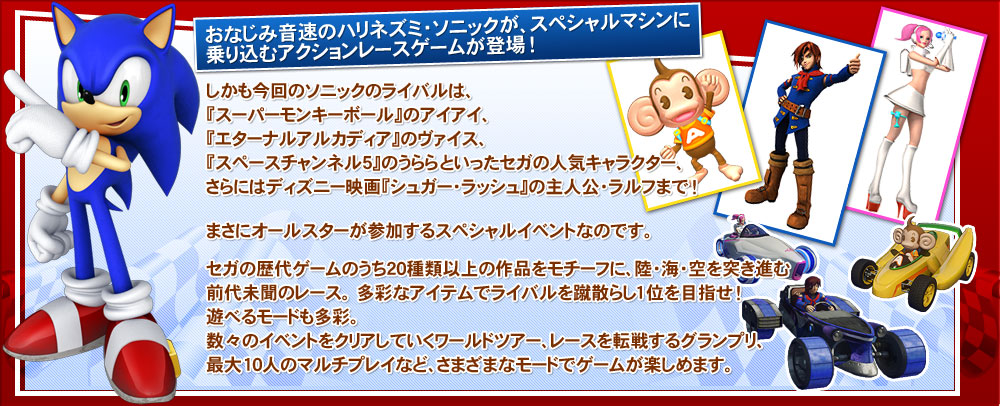 おなじみ音速のハリネズミ・ソニックが、スペシャルマシンに
乗り込むアクションレースゲームが登場!
しかも今回のソニックのライバルは、
『スーパーモンキーボール』のアイアイ、
『エターナルアルカディア』のヴァイス、
『スペースチャンネル5』のうららといったセガの人気キャラクター、
さらにはディズニー映画『シュガー・ラッシュ』の主人公・ラルフまで!
まさにオールスターが参加するスペシャルイベントなのです。
セガの歴代ゲームのうち20種類以上の作品をモチーフに、陸・海・空を突き進む
前代未聞のレース。多彩なアイテムでライバルを蹴散らし1位を目指せ!
遊べるモードも多彩。
数々のイベントをクリアしていくワールドツアー、レースを転戦するグランプリ、
最大10人のマルチプレイなど、さまざまなモードでゲームが楽しめます。
A